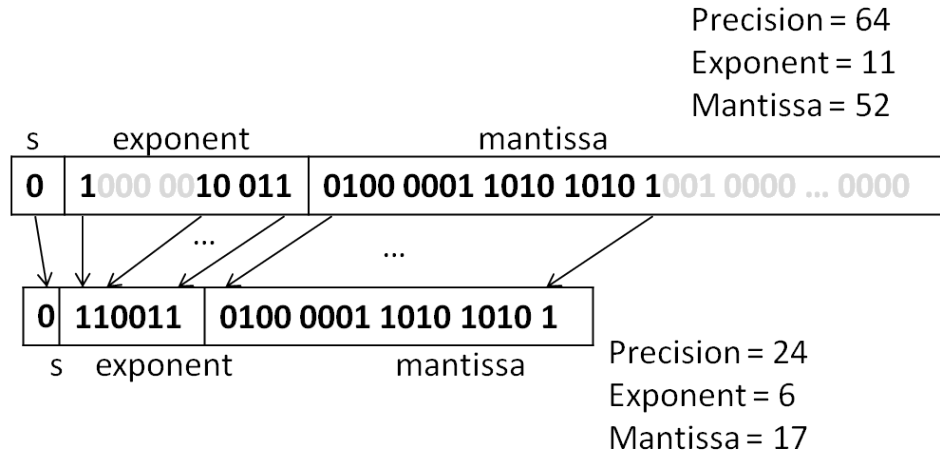 Precision = 64
Exponent = 11
Mantissa = 52
s exponent mantissa
0 1000 0010 011 0100 0001 1010 1010 1001 0000 ... 0000
... ...
0 110011 0100 0001 1010 1010 1
s exponent mantissa
Precision = 24
Exponent = 6
Mantissa = 17